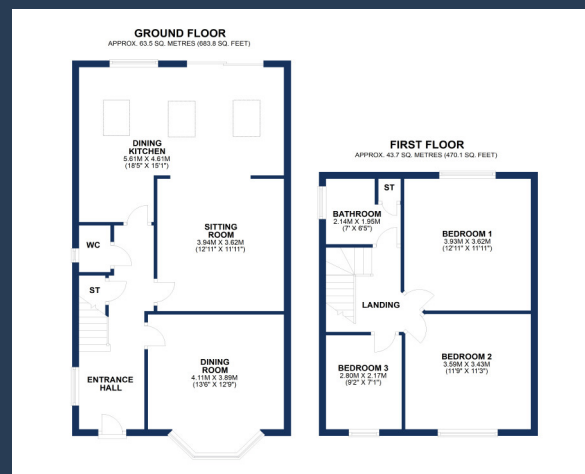 GROUND FLOOR
APPROX. 63.5 SQ. METRES (683.8 SQ. FEET)
DINING
KITCHEN
5.61M X 4.61M
(18'5" X 15'1")
SITTING
ROOM
3.94M X 3.62M
(12'11" X 11'11")
WC
ST
ENTRANCE
HALL
DINING
ROOM
4.11M X 3.89M
(13'6" X 12'9")
FIRST FLOOR
APPROX. 43.7 SQ. METRES (470.1 SQ. FEET)
ST
BATHROOM
2.14M X 1.95M
(7' X 6'5")
BEDROOM 1
3.93M X 3.62M
(12'11" X 11'11")
LANDING
BEDROOM 3
2.80M X 2.17M
(9'2" X 7'1")
BEDROOM 2
3.59M X 3.43M
(11'9" X 11'3")